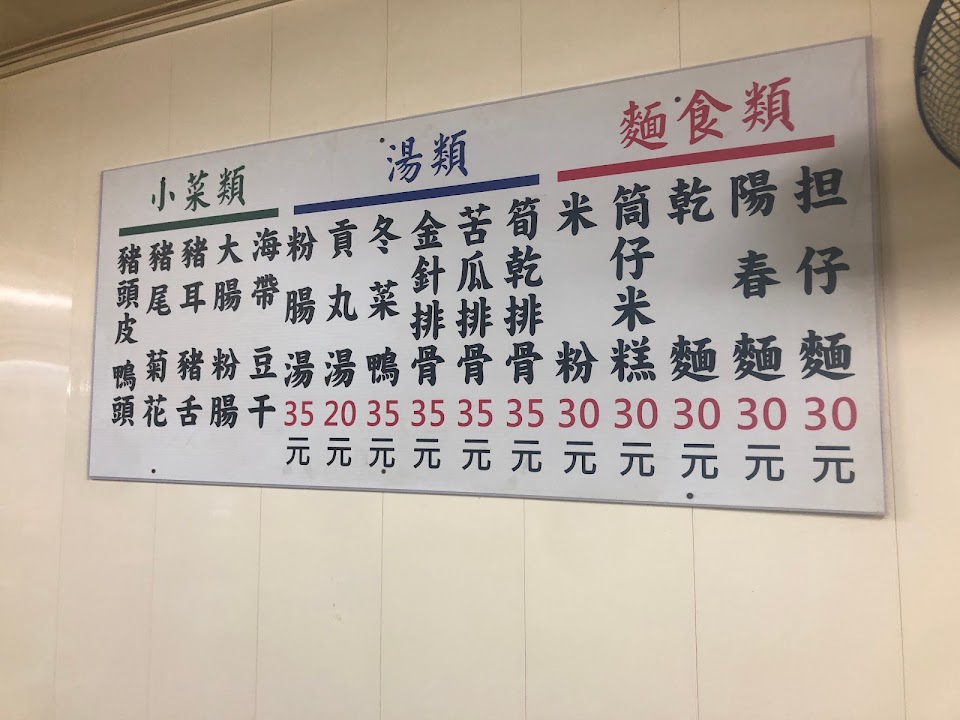 麵食類
担仔麵30元
陽春麵30元
乾麵30元
筒仔米糕30元
米粉30元
湯類
筍乾排骨35元
苦瓜排骨35元
金針排骨35元
冬菜鴨35元
貢丸湯20元
粉腸湯35元
小菜類
海帶
豆干
大腸
粉腸
豬耳
豬舌
豬尾
菊花
豬頭皮
鴨頭